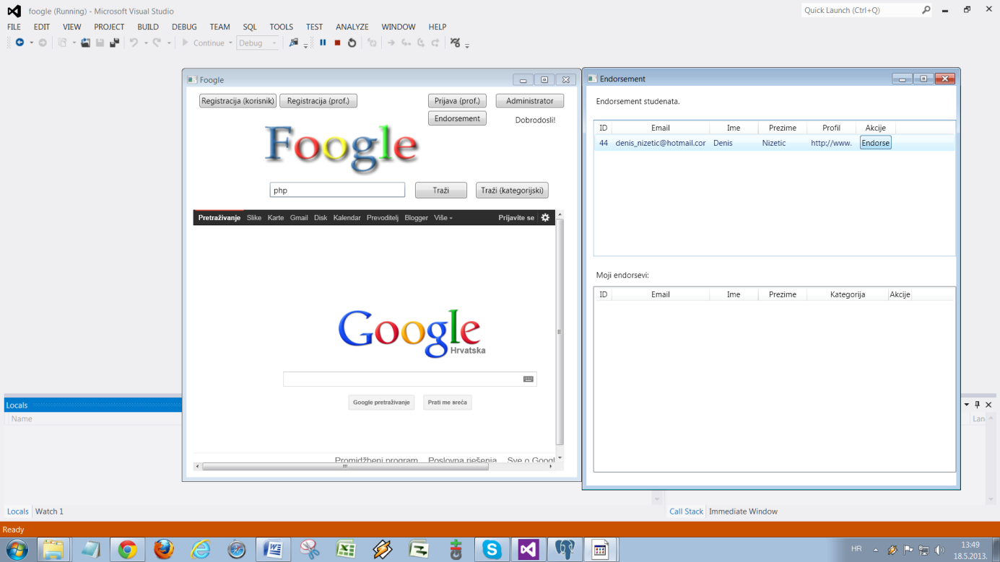 foogle (Running) - Microsoft Visual Studio
Quick Launch (Ctrl+Q)
FILE EDIT VIEW PROJECT BUILD DEBUG TEAM SQL TOOLS TEST ANALYZE WINDOW HELP
Continue Debug
Foogle
Registracija (korisnik) Registracija (prof.) Prijava (prof.) Administrator
Endorsement Dobrodosli!
Foogle
php Traži Traži (kategorijski)
Pretraživanje Slike Karte Gmail Disk Kalendar Prevoditelj Blogger Više Prijavite se
Google
Hrvatska
Google pretraživanje Prati me sreća
Promidžbeni program Poslovna rješenja Sve o Googl
Endorsement
Endorsement studenata.
ID Email Ime Prezime Profil Akcije
44 denis_nizetic@hotmail.cor Denis Nizetic http://www. Endorse
Moji endorsevi:
ID Email Ime Prezime Kategorija Akcije
Locals
Name
Lan
Locals Watch 1
Call Stack Immediate Window
Ready
HR
13:49
18.5.2013.